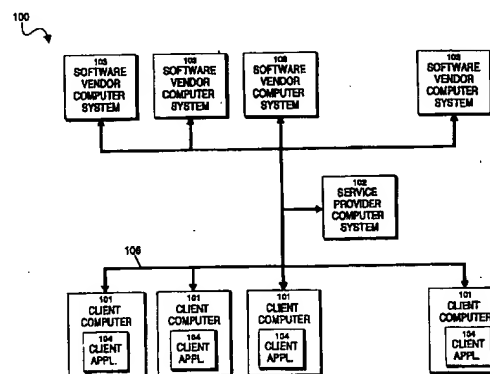 100
103
SOFTWARE
VENDOR
COMPUTER
SYSTEM
103
SOFTWARE
VENDOR
COMPUTER
SYSTEM
103
SOFTWARE
VENDOR
COMPUTER
SYSTEM
103
SOFTWARE
VENDOR
COMPUTER
SYSTEM
102
SERVICE
PROVIDER
COMPUTER
SYSTEM
106
101
CLIENT
COMPUTER
104
CLIENT
APPL.
101
CLIENT
COMPUTER
104
CLIENT
APPL.
101
CLIENT
COMPUTER
104
CLIENT
APPL.
101
CLIENT
COMPUTER
104
CLIENT
APPL.